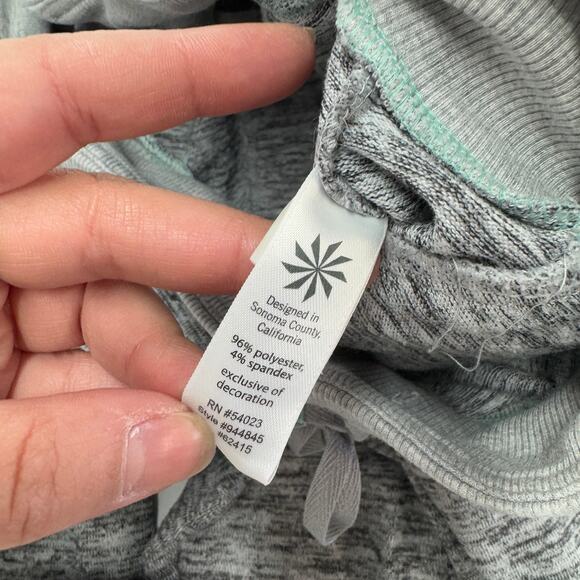 Designed in
Sonoma County,
California
96% polyester,
4% spandex
exclusive of
decoration
RN #54023
Style #944845
#62415